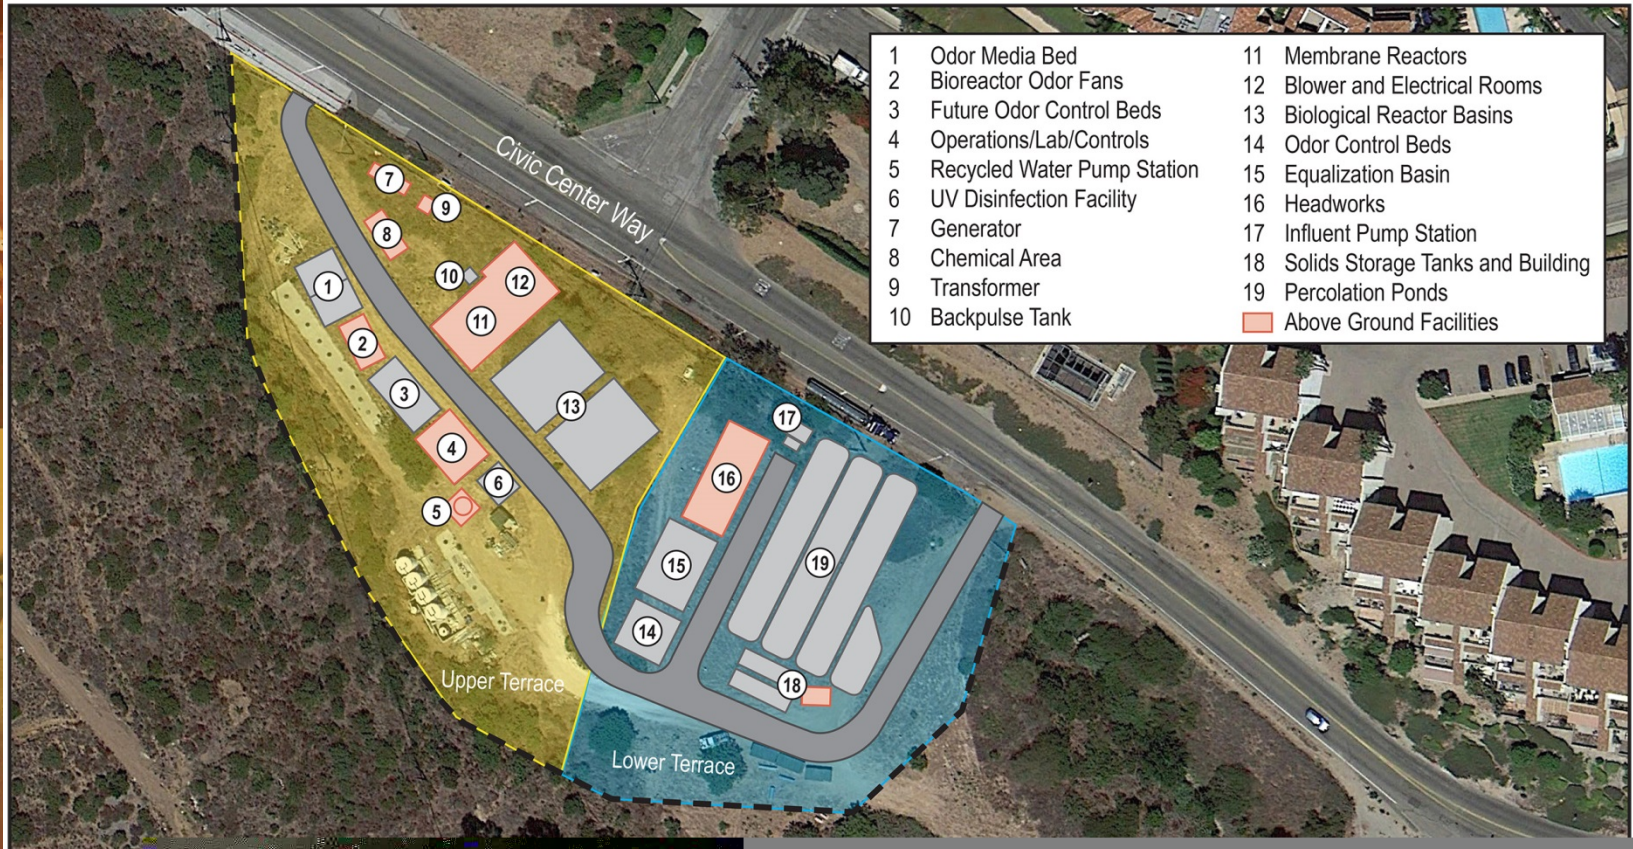 1 Odor Media Bed
2 Bioreactor Odor Fans
3 Future Odor Control Beds
4 Operations/Lab/Controls
5 Recycled Water Pump Station
6 UV Disinfection Facility
7 Generator
8 Chemical Area
9 Transformer
10 Backpulse Tank
11 Membrane Reactors
12 Blower and Electrical Rooms
13 Biological Reactor Basins
14 Odor Control Beds
15 Equalization Basin
16 Headworks
17 Influent Pump Station
18 Solids Storage Tanks and Building
19 Percolation Ponds
Above Ground Facilities
Civic Center Way
7
9
8
10
12
1
11
2
3
13
17
4
16
6
5
15
19
14
Upper Terrace
18
Lower Terrace